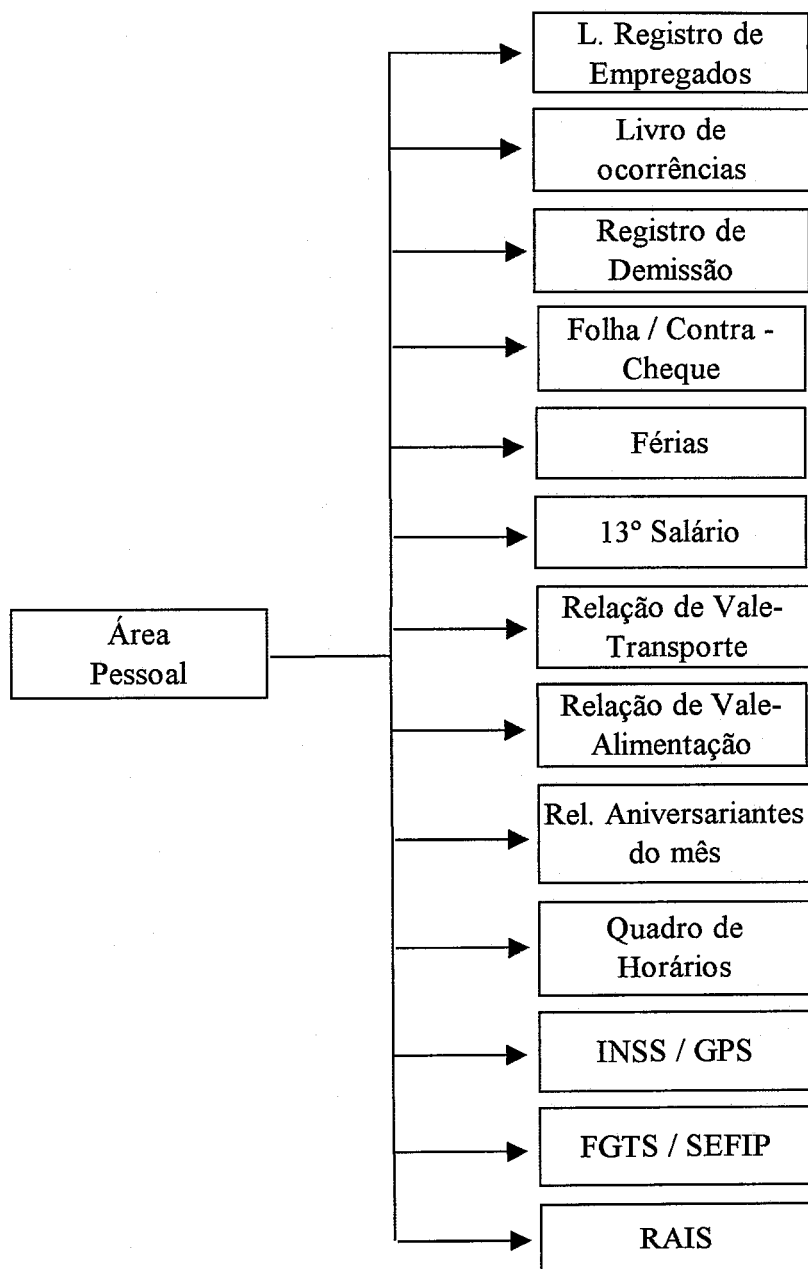 L. Registro de
Empregados
Livro de
ocorrências
Registro de
Demissão
Folha / Contra -
Cheque
Férias
13º Salário
Área
Pessoal
Relação de Vale-
Transporte
Relação de Vale-
Alimentação
Rel. Aniversariantes
do mês
Quadro de
Horários
INSS / GPS
FGTS / SEFIP
RAIS